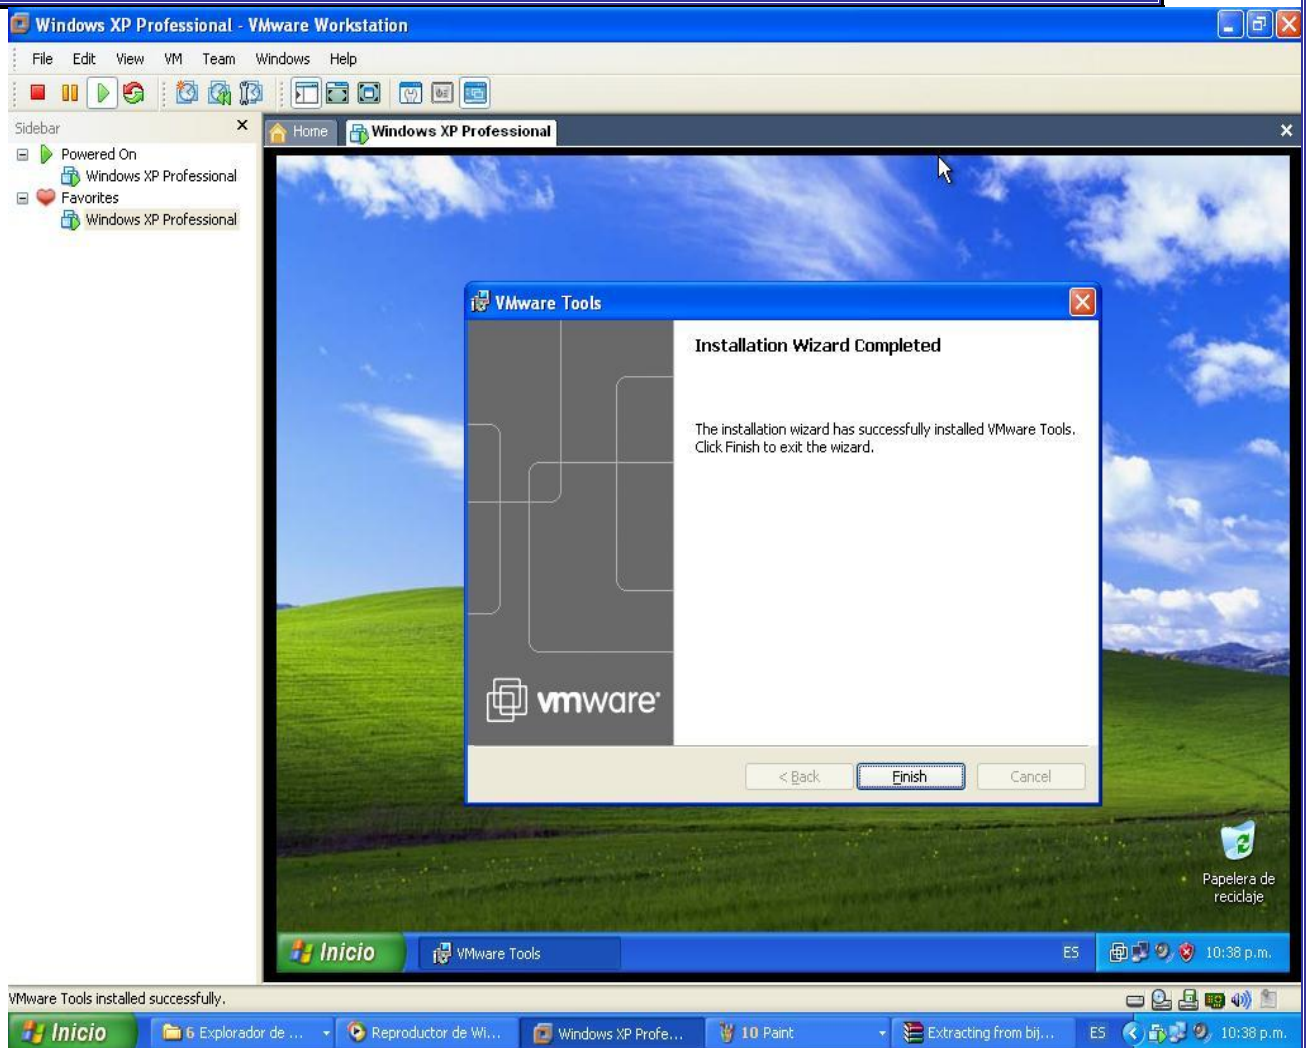 Windows XP Professional - VMware Workstation
File Edit View VM Team Windows Help
Sidebar
Home
Windows XP Professional
Powered On
Windows XP Professional
Favorites
Windows XP Professional
VMware Tools
Installation Wizard Completed
The installation wizard has successfully installed VMware Tools.
Click Finish to exit the wizard.
vmware
< Back Finish Cancel
Papelera de
reciclaje
Inicio VMware Tools ES 10:38 p.m.
VMware Tools installed successfully.
Inicio 6 Explorador de ... Reproductor de Wi... Windows XP Profe... 10 Paint Extracting from bij... ES 10:38 p.m.